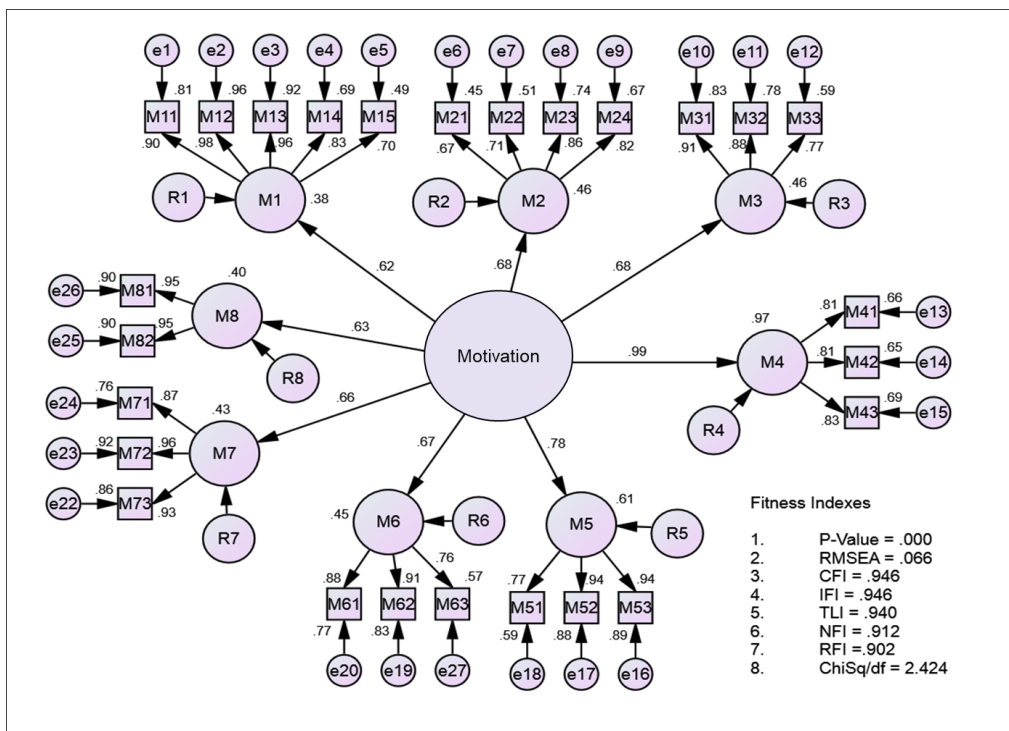 e1 e2 e3 e4 e5 e6 e7 e8 e9 e10 e11 e12
.81 .96 .92 .69 .49 .45 .51 .74 .67 .83 .78 .59
M11 M12 M13 M14 M15 M21 M22 M23 M24 M31 M32 M33
.90 .98 .96 .83 .70 .67 .71 .86 .82 .91 .88 .77
R1 M1 .38 R2 M2 .46 M3 .46 R3
.62 .68 .68
e26 .90 M81 .95 .40 M8
e25 .90 M82 .95 .63
R8
Motivation
.99
.97 M4
.81 M41 .66 e13
.81 M42 .65 e14
.83 M43 .69 e15
R4
e24 .76 M71 .87 .43 .66
e23 .92 M72 .96 M7
e22 .86 M73 .93
R7
.67 .78
.45 M6 R6 M5 .61 R5
.88 .91 .76 .57 .77 .94 .94
M61 M62 M63 M51 M52 M53
.77 .83 .59 .88 .89
e20 e19 e27 e18 e17 e16
Fitness Indexes
1. P-Value = .000
2. RMSEA = .066
3. CFI = .946
4. IFI = .946
5. TLI = .940
6. NFI = .912
7. RFI =.902
8. ChiSq/df = 2.424